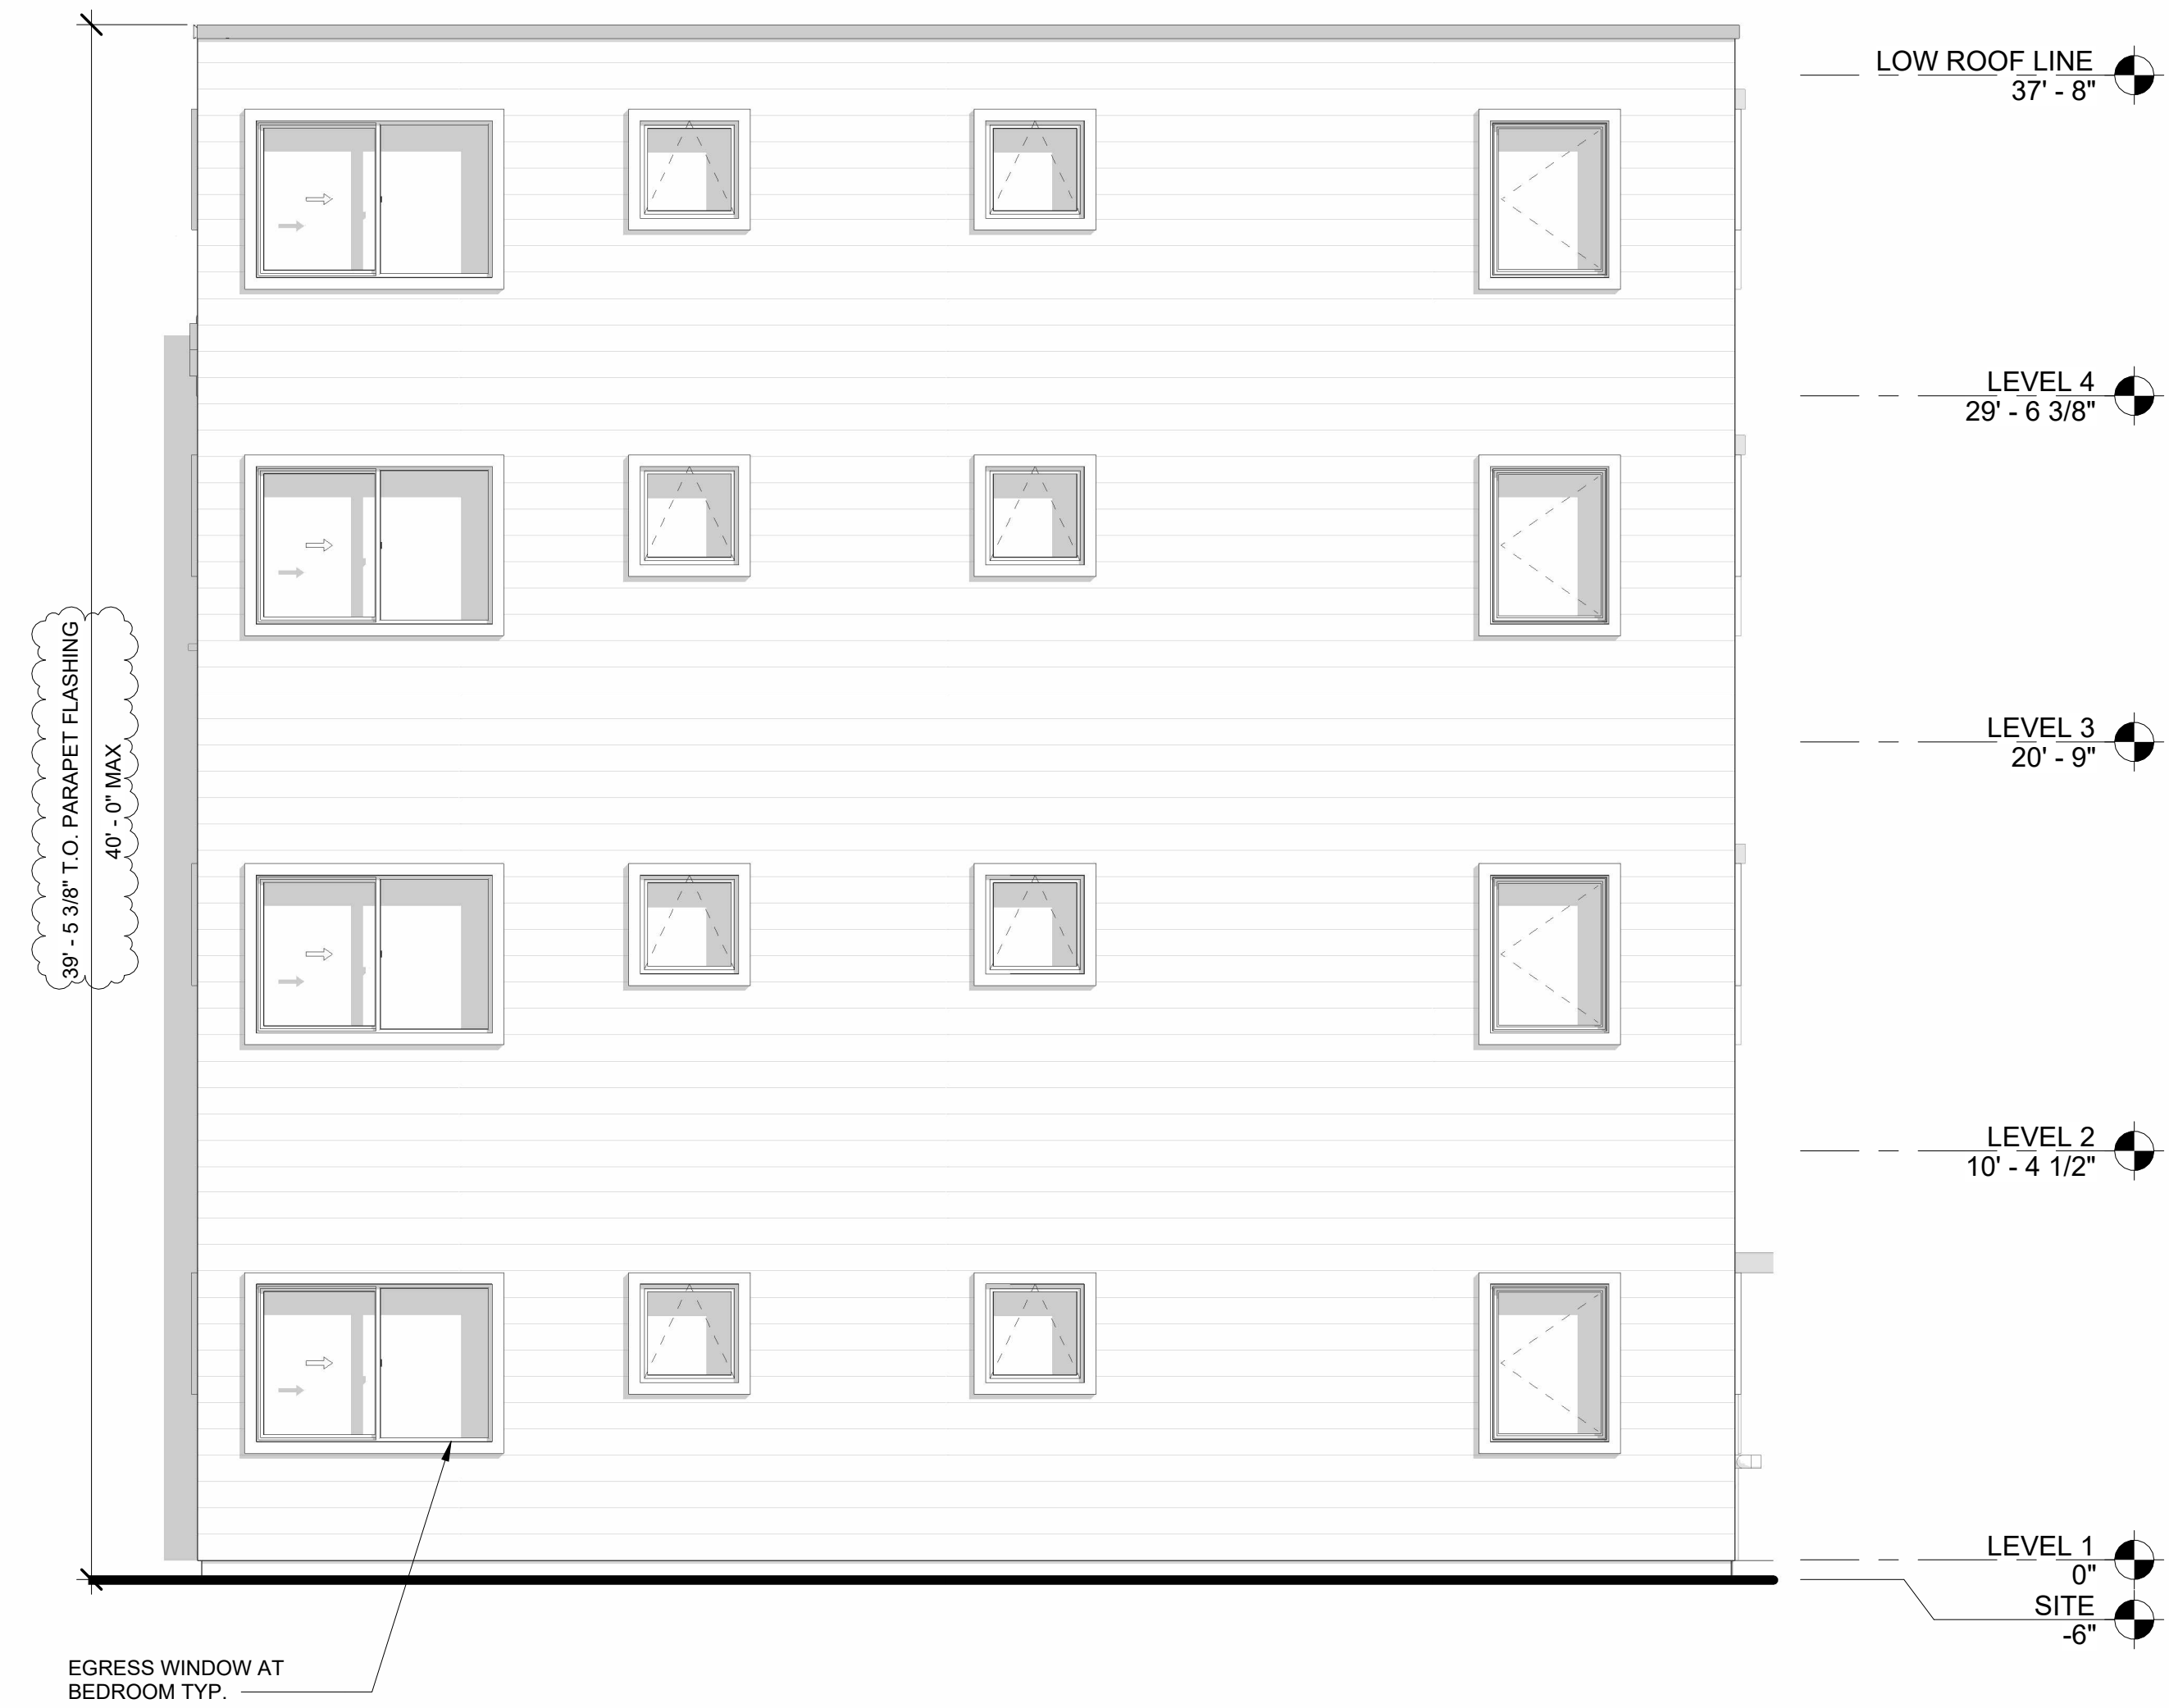 LOW ROOF LINE
37' - 8"
LEVEL 4
29' - 6 3/8"
39' - 5 3/8" T.O. PARAPET FLASHING
40' - 0" MAX
LEVEL 3
20' - 9"
LEVEL 2
10' - 4 1/2"
LEVEL 1
0"
SITE
-6"
EGRESS WINDOW AT
BEDROOM TYP.